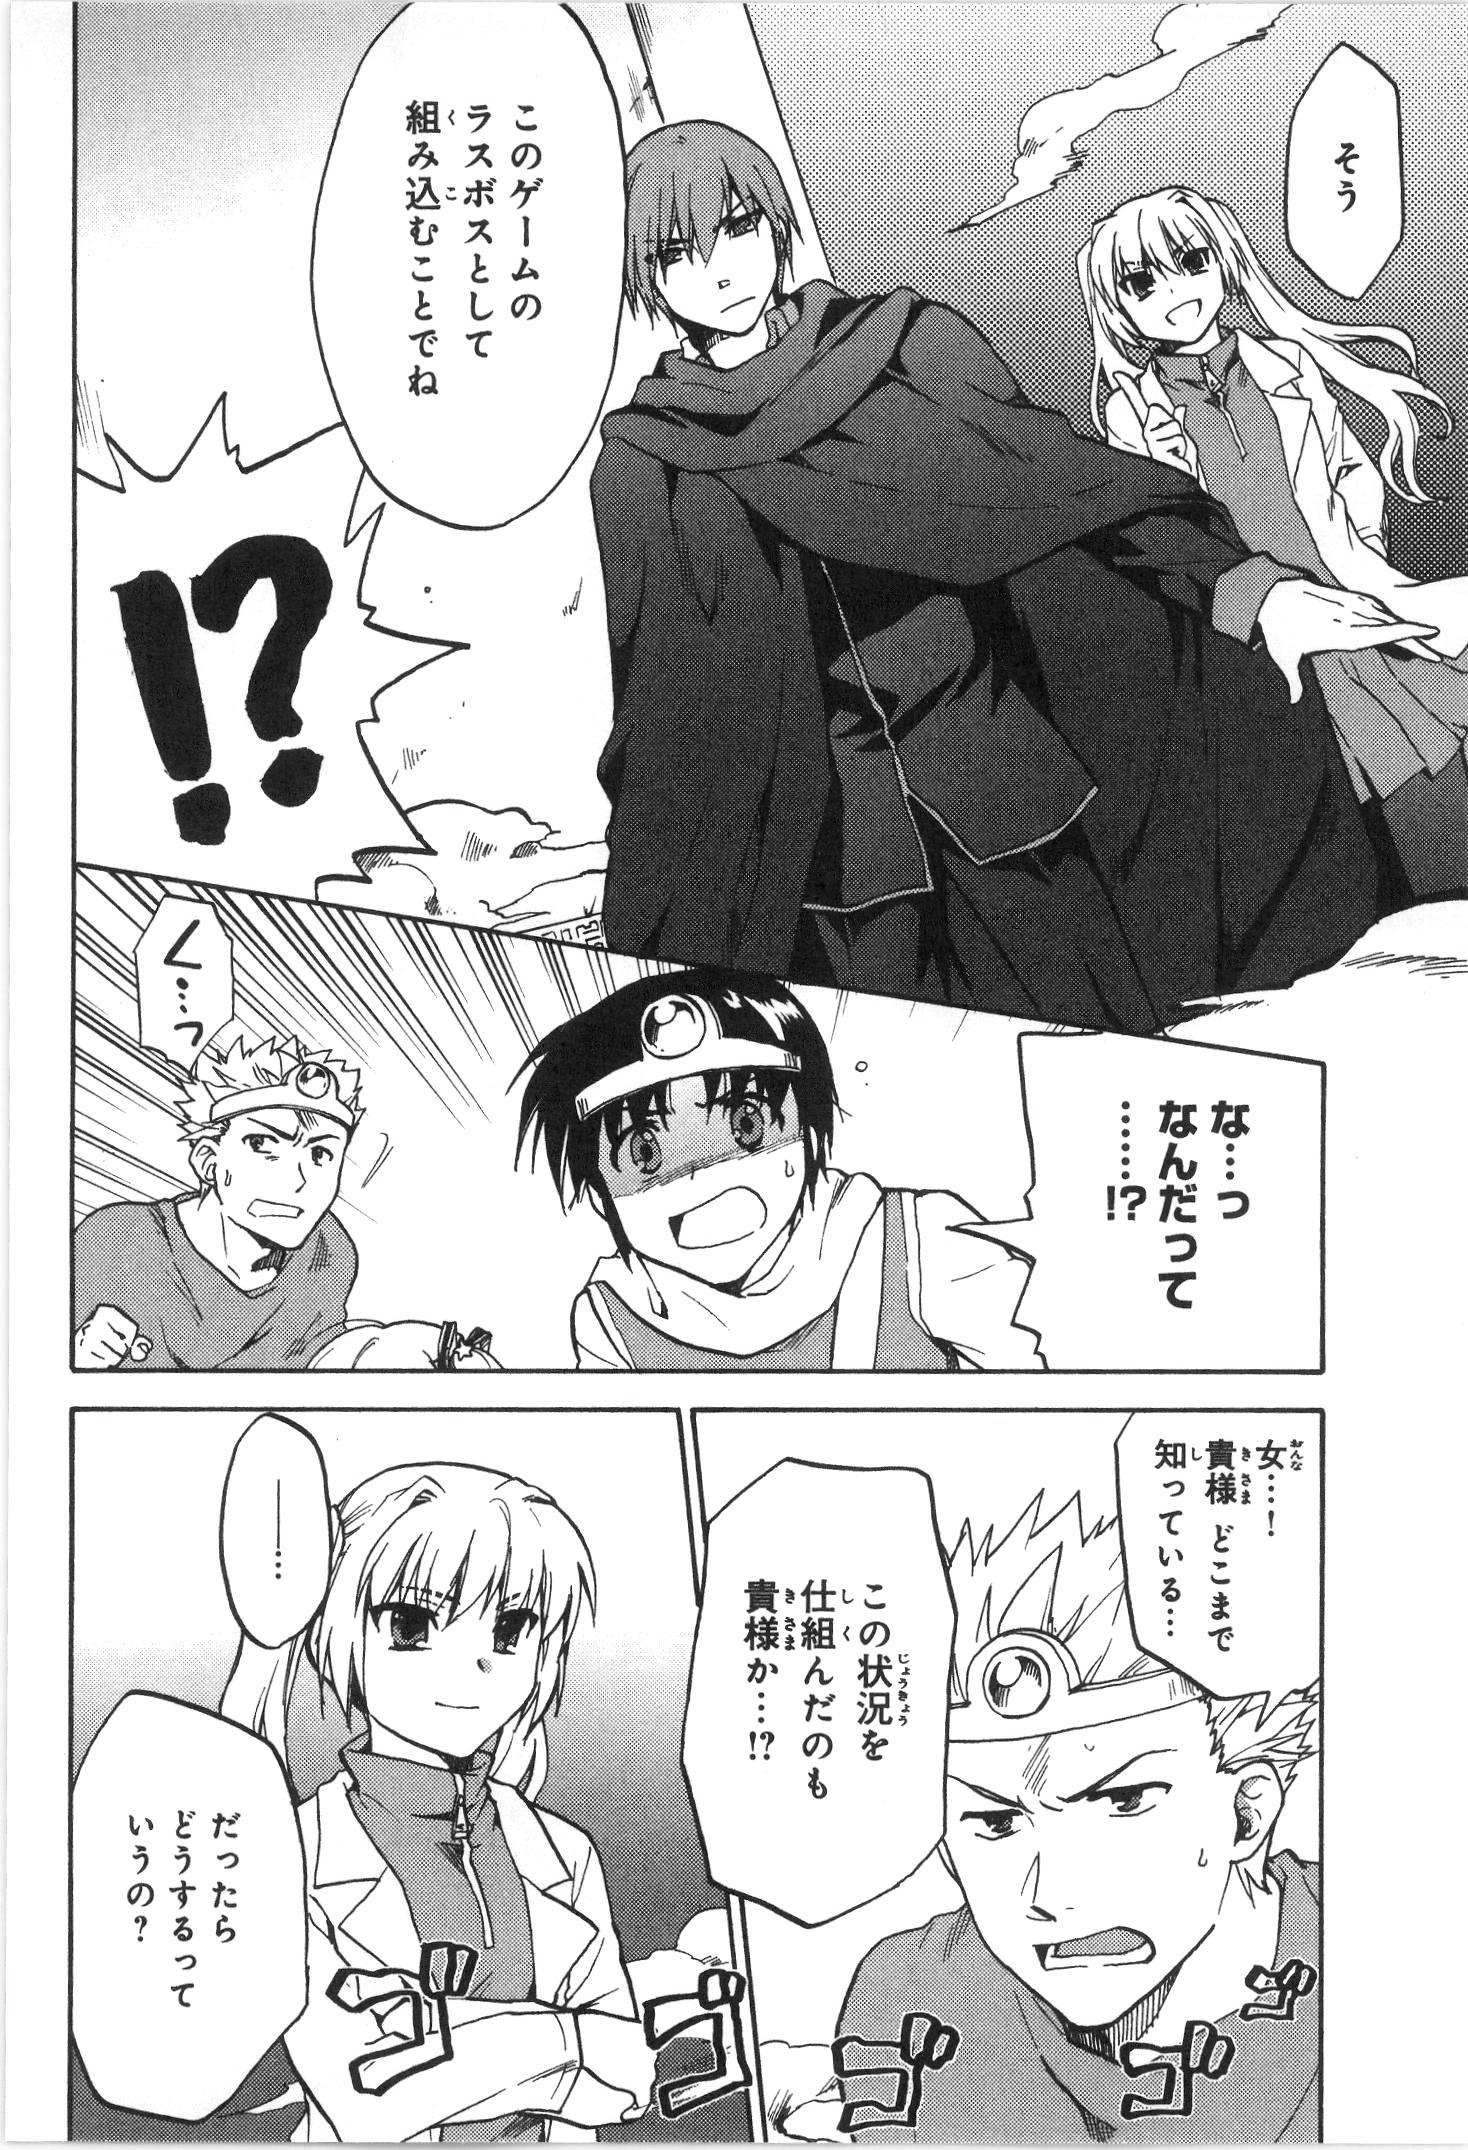 そう
このゲームの
ラスボスとして
組み込むことでね
!?
な…っ
なんだって
……!?
く…っ
女…！
貴様 どこまで
知っている…
この状況を
仕組んだのも
貴様か…!?
ゴゴゴ
―…
だったら
どうするって
いうの？
ゴゴ